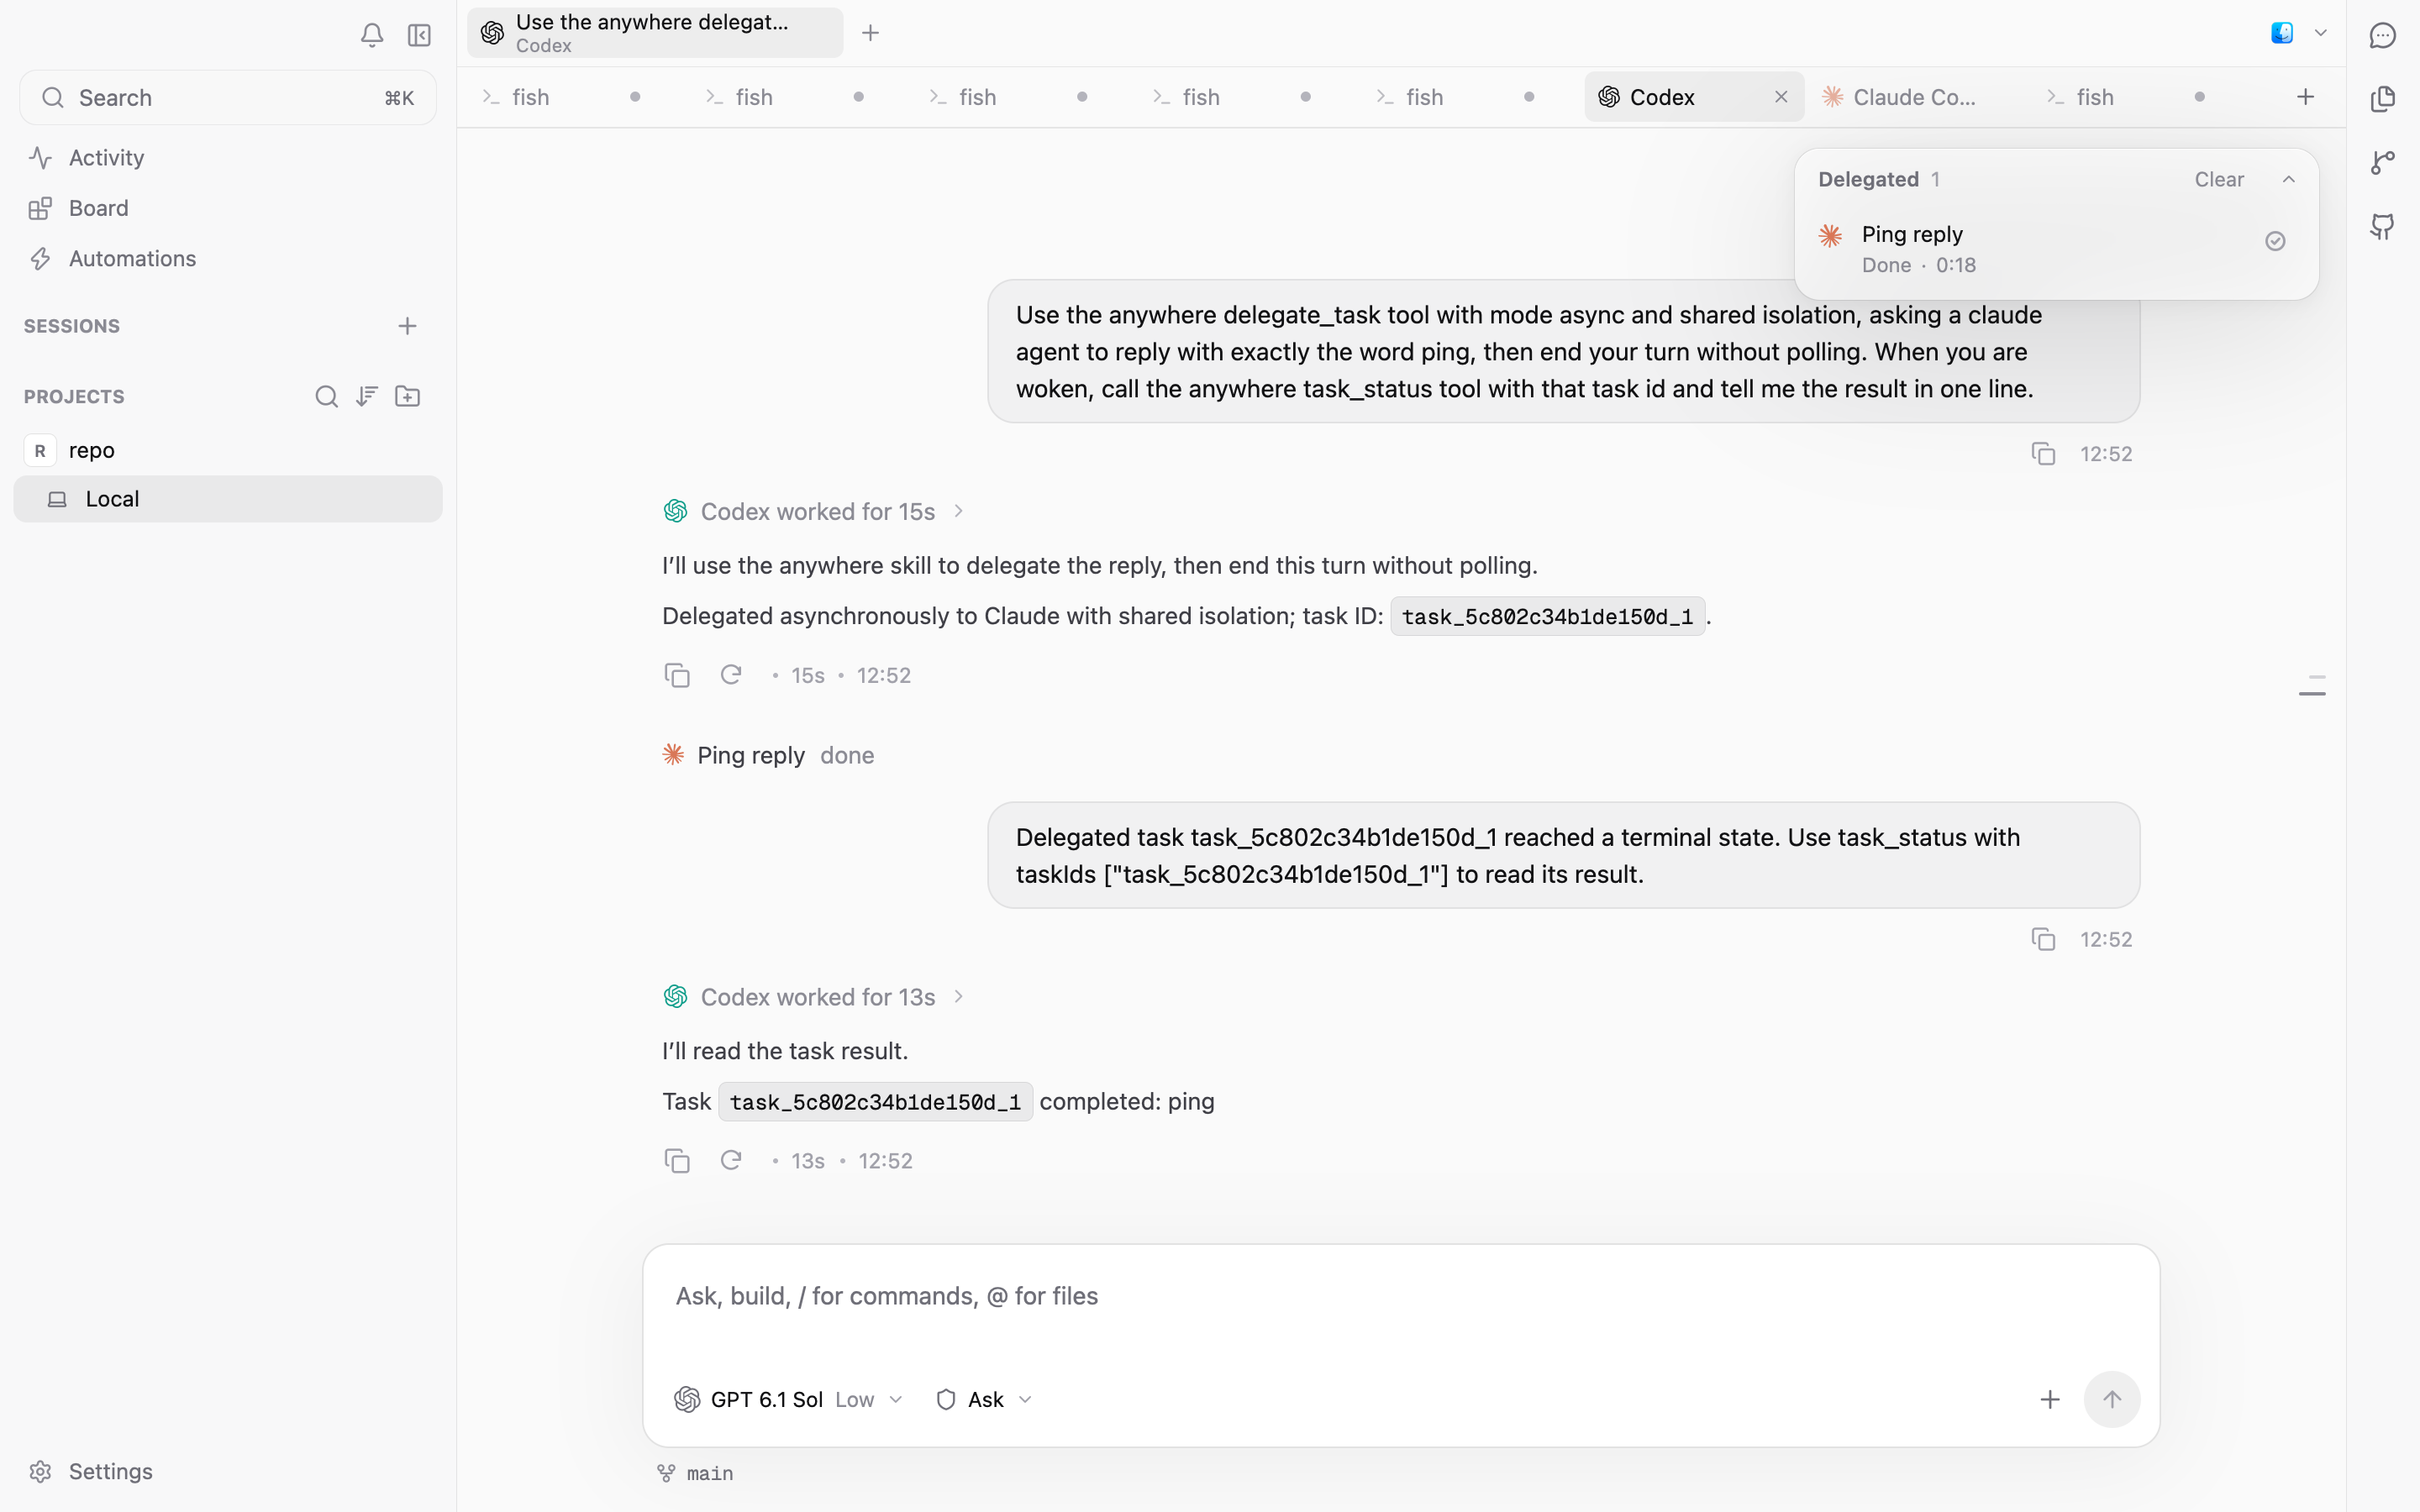 Use the anywhere delegat...
Codex
Search
⌘K
fish
fish
fish
fish
fish
Codex
Claude Co...
fish
Activity
Board
Automations
SESSIONS
PROJECTS
R
repo
Local
Settings
Delegated 1
Clear
Ping reply
Done · 0:18
Use the anywhere delegate_task tool with mode async and shared isolation, asking a claude
agent to reply with exactly the word ping, then end your turn without polling. When you are
woken, call the anywhere task_status tool with that task id and tell me the result in one line.
12:52
Codex worked for 15s
I’ll use the anywhere skill to delegate the reply, then end this turn without polling.
Delegated asynchronously to Claude with shared isolation; task ID: task_5c802c34b1de150d_1.
• 15s • 12:52
Ping reply done
Delegated task task_5c802c34b1de150d_1 reached a terminal state. Use task_status with
taskIds ["task_5c802c34b1de150d_1"] to read its result.
12:52
Codex worked for 13s
I’ll read the task result.
Task task_5c802c34b1de150d_1 completed: ping
• 13s • 12:52
Ask, build, / for commands, @ for files
GPT 6.1 Sol Low
Ask
main